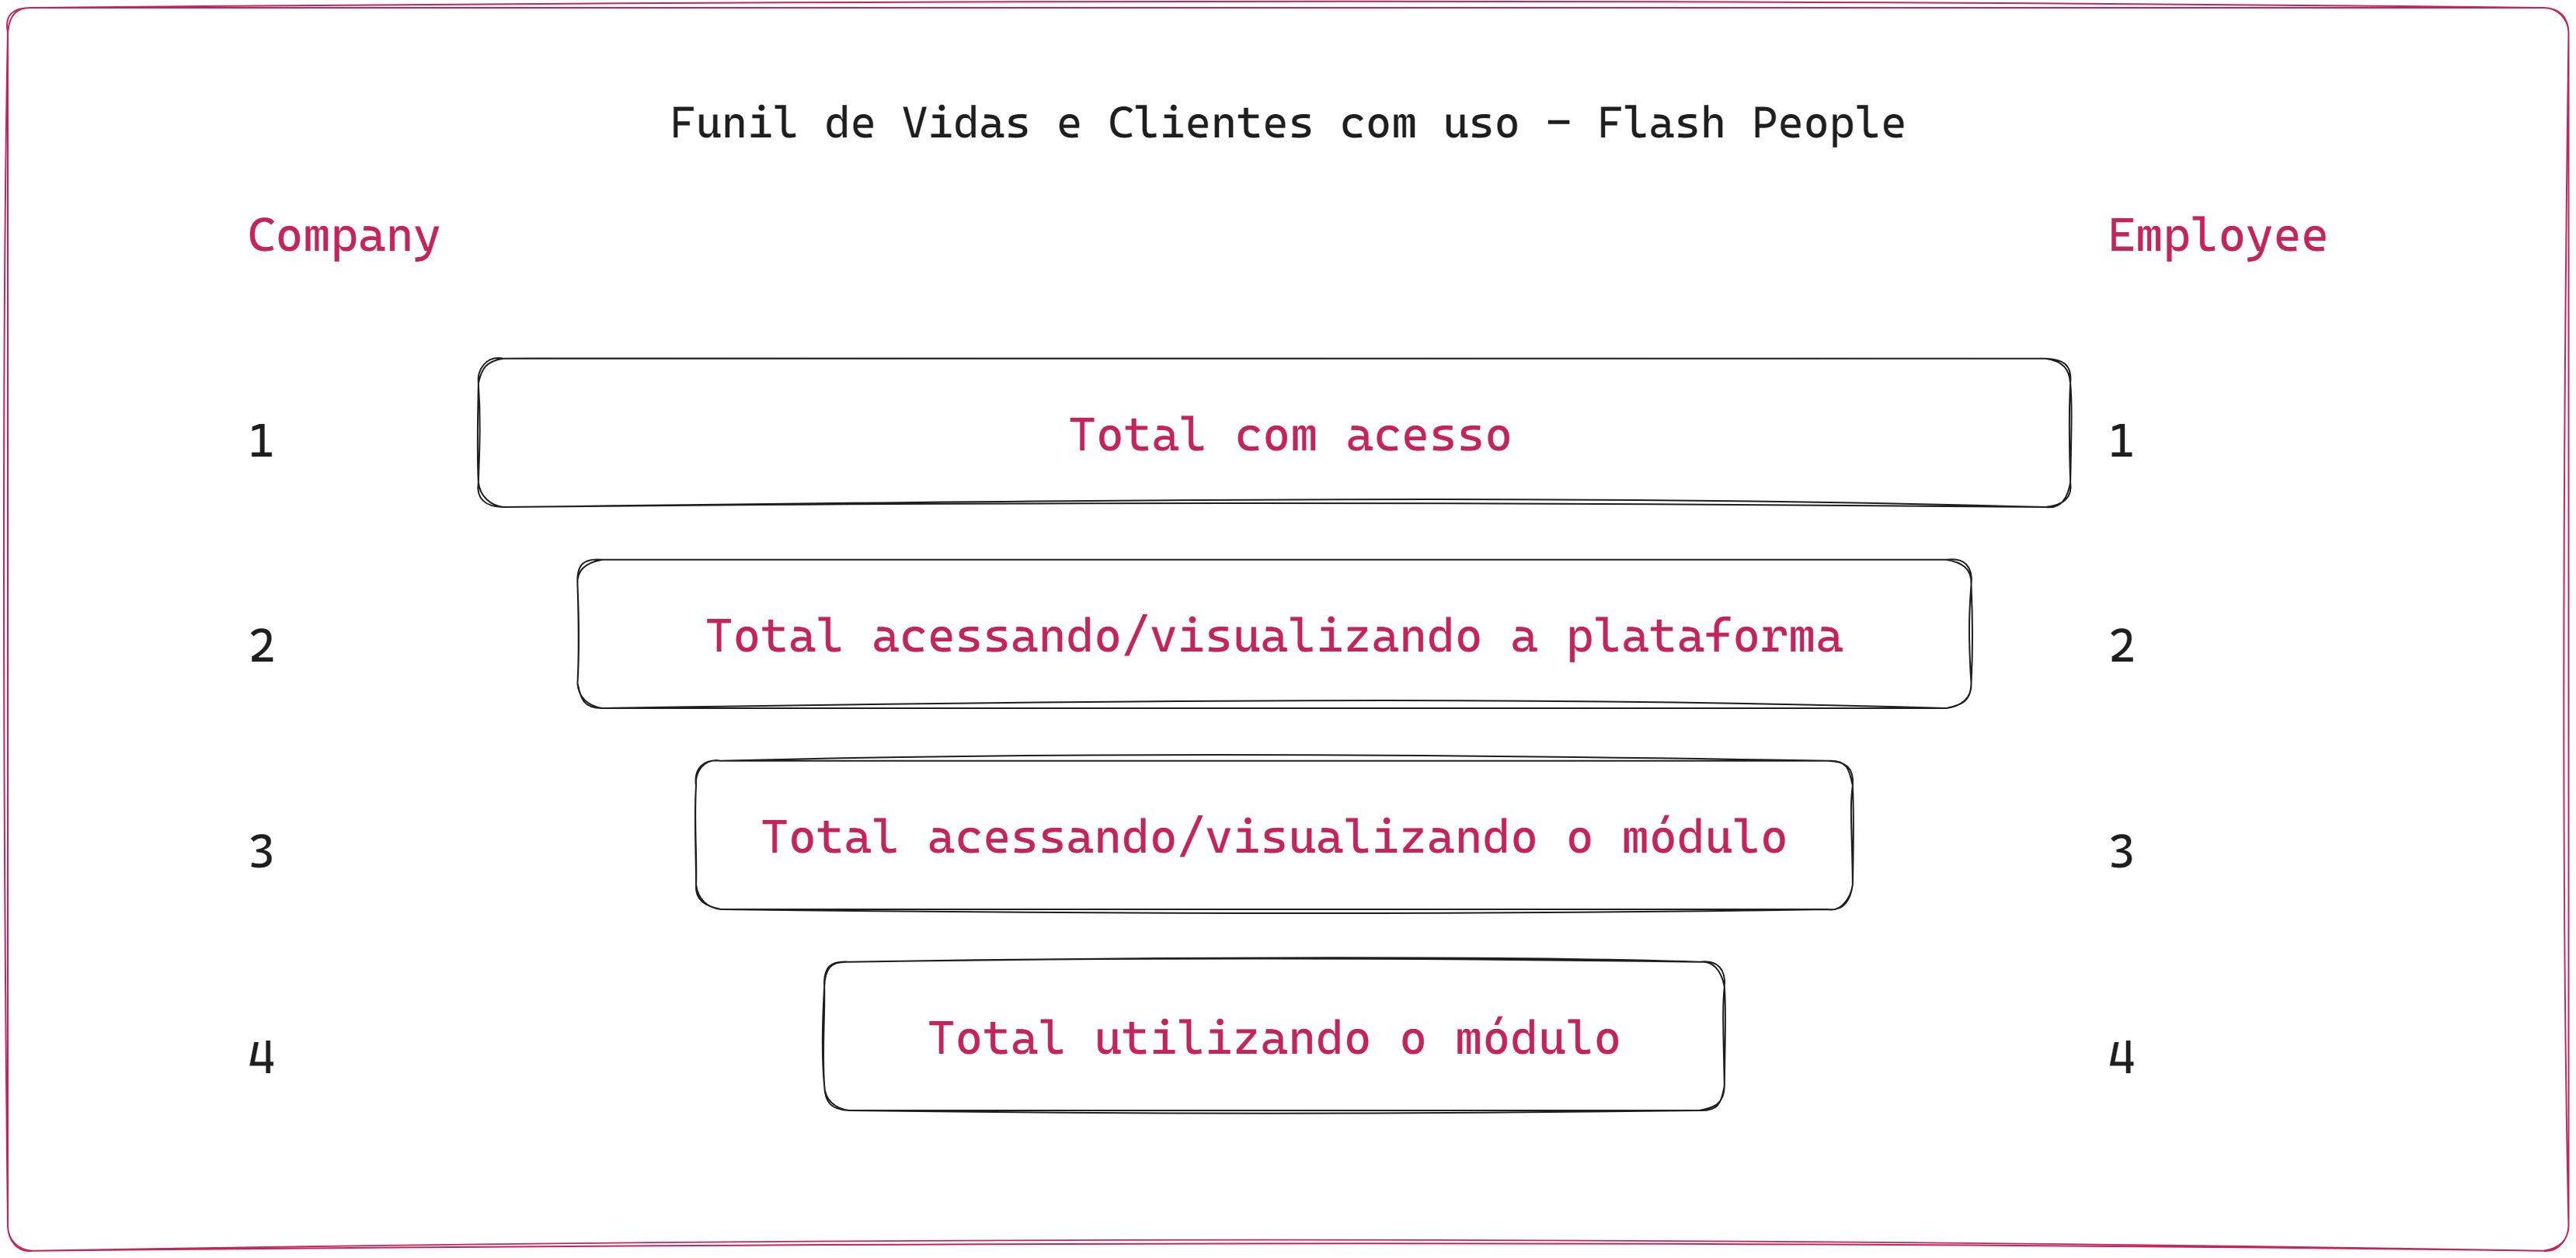 Funil de Vidas e Clientes com uso - Flash People
Company
Employee
1
Total com acesso
1
2
Total acessando/visualizando a plataforma
2
3
Total acessando/visualizando o módulo
3
4
Total utilizando o módulo
4